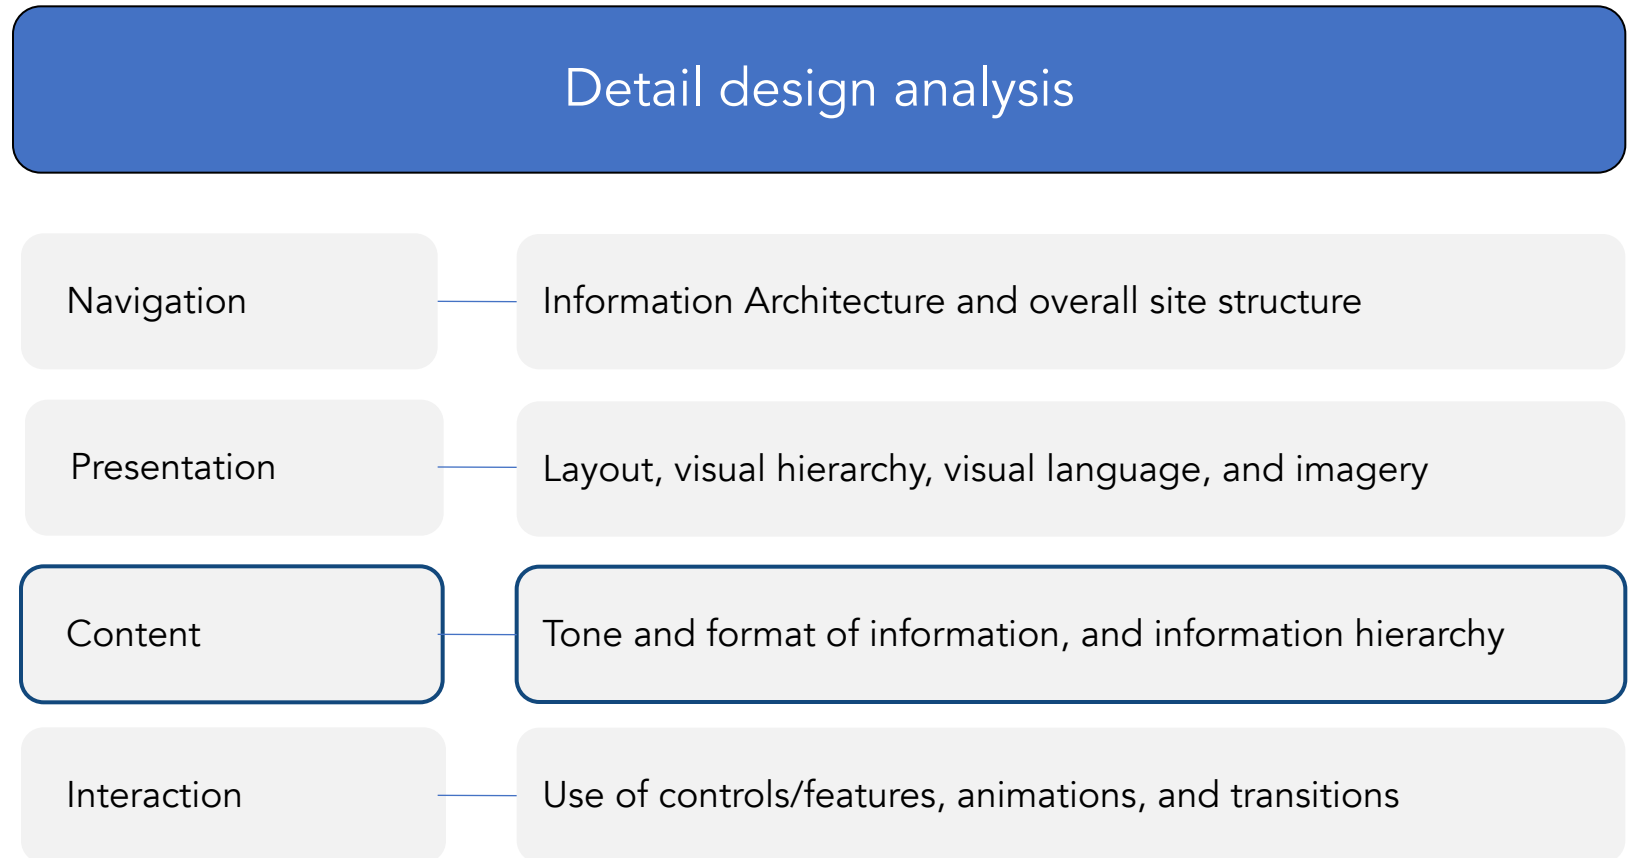 Detail design analysis
Navigation
Information Architecture and overall site structure
Presentation
Layout, visual hierarchy, visual language, and imagery
Content
Tone and format of information, and information hierarchy
Interaction
Use of controls/features, animations, and transitions